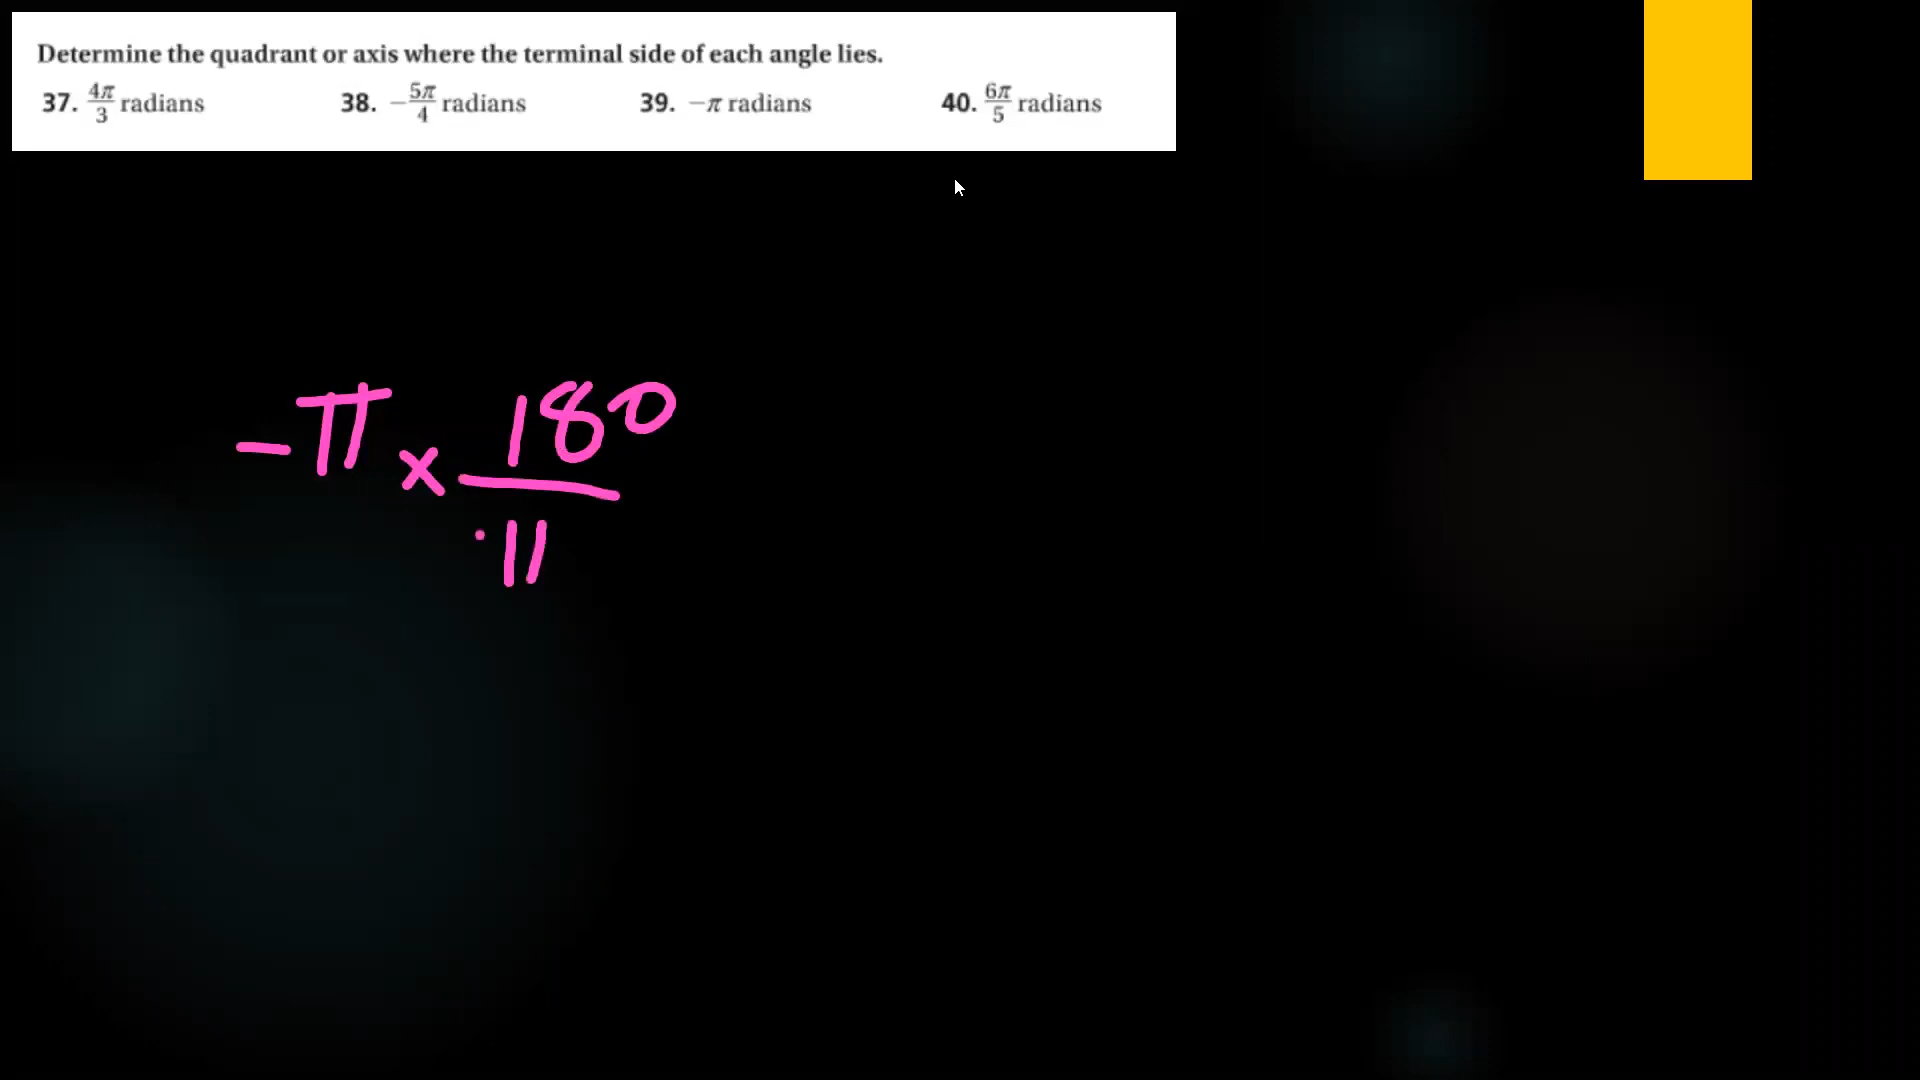 Determine the quadrant or axis where the terminal side of each angle lies.
37. 4π/3 radians 38. −5π/4 radians 39. −π radians 40. 6π/5 radians
−π × 180
11